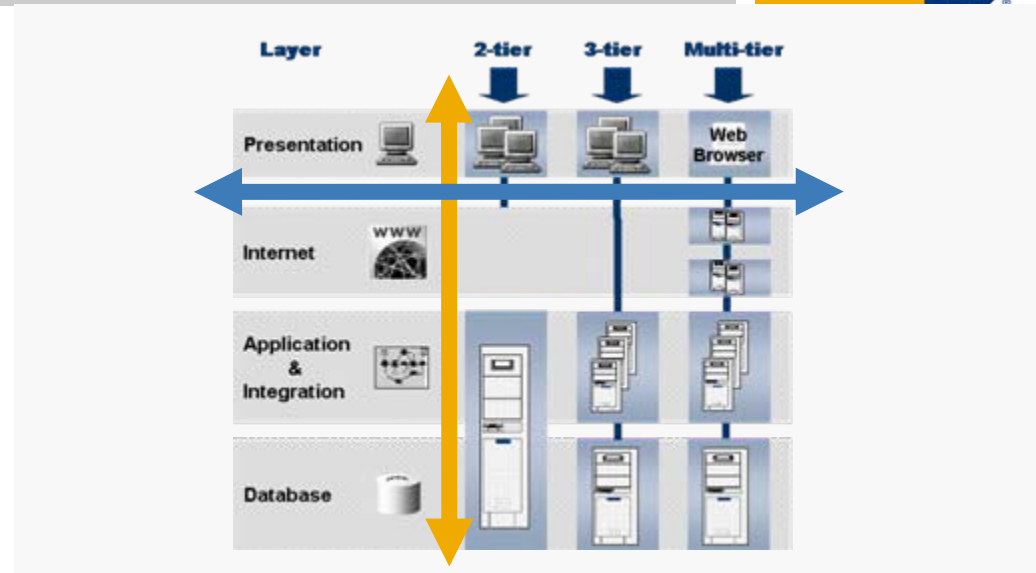 Layer
2-tier
3-tier
Multi-tier
Presentation
Web
Browser
Internet
WWW
Application
&
Integration
Database